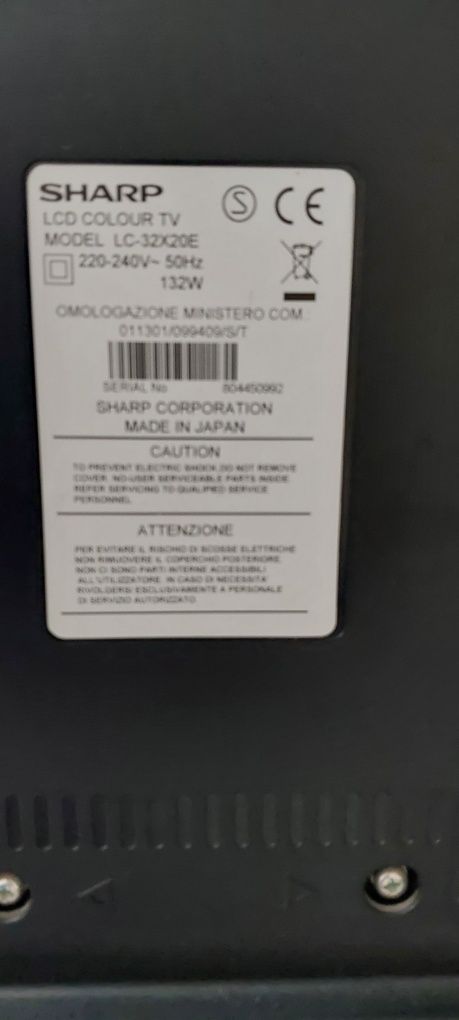 SHARP
S CE
LCD COLOUR TV
MODEL LC-32X20E
220-240V~ 50Hz
132W
OMOLOGAZIONE MINISTERO COM.:
011301/099409/S/T
SERIAL No 804450992
SHARP CORPORATION
MADE IN JAPAN
CAUTION
TO PREVENT ELECTRIC SHOCK,DO NOT REMOVE
COVER. NO-USER SERVICEABLE PARTS INSIDE.
REFER SERVICING TO QUALIFIED SERVICE
PERSONNEL.
ATTENZIONE
PER EVITARE IL RISCHIO DI SCOSSE ELETTRICHE
NON RIMUOVERE IL COPERCHIO POSTERIORE.
NON CI SONO PARTI INTERNE ACCESSIBILI
ALL'UTILIZZATORE. IN CASO DI NECESSITA'
RIVOLGERSI ESCLUSIVAMENTE A PERSONALE
DI SERVIZIO AUTORIZZATO.